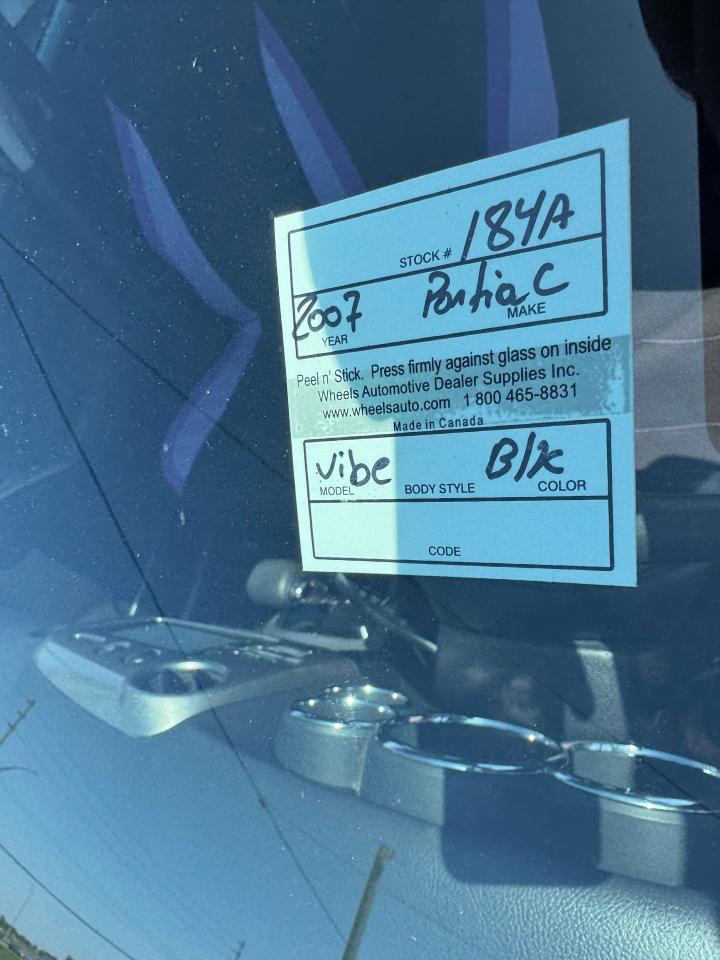 STOCK # 184A
2007 Pontiac
YEAR MAKE
Peel n' Stick. Press firmly against glass on inside
Wheels Automotive Dealer Supplies Inc.
www.wheelsauto.com 1 800 465-8831
Made in Canada
Vibe Blk
MODEL BODY STYLE COLOR
CODE